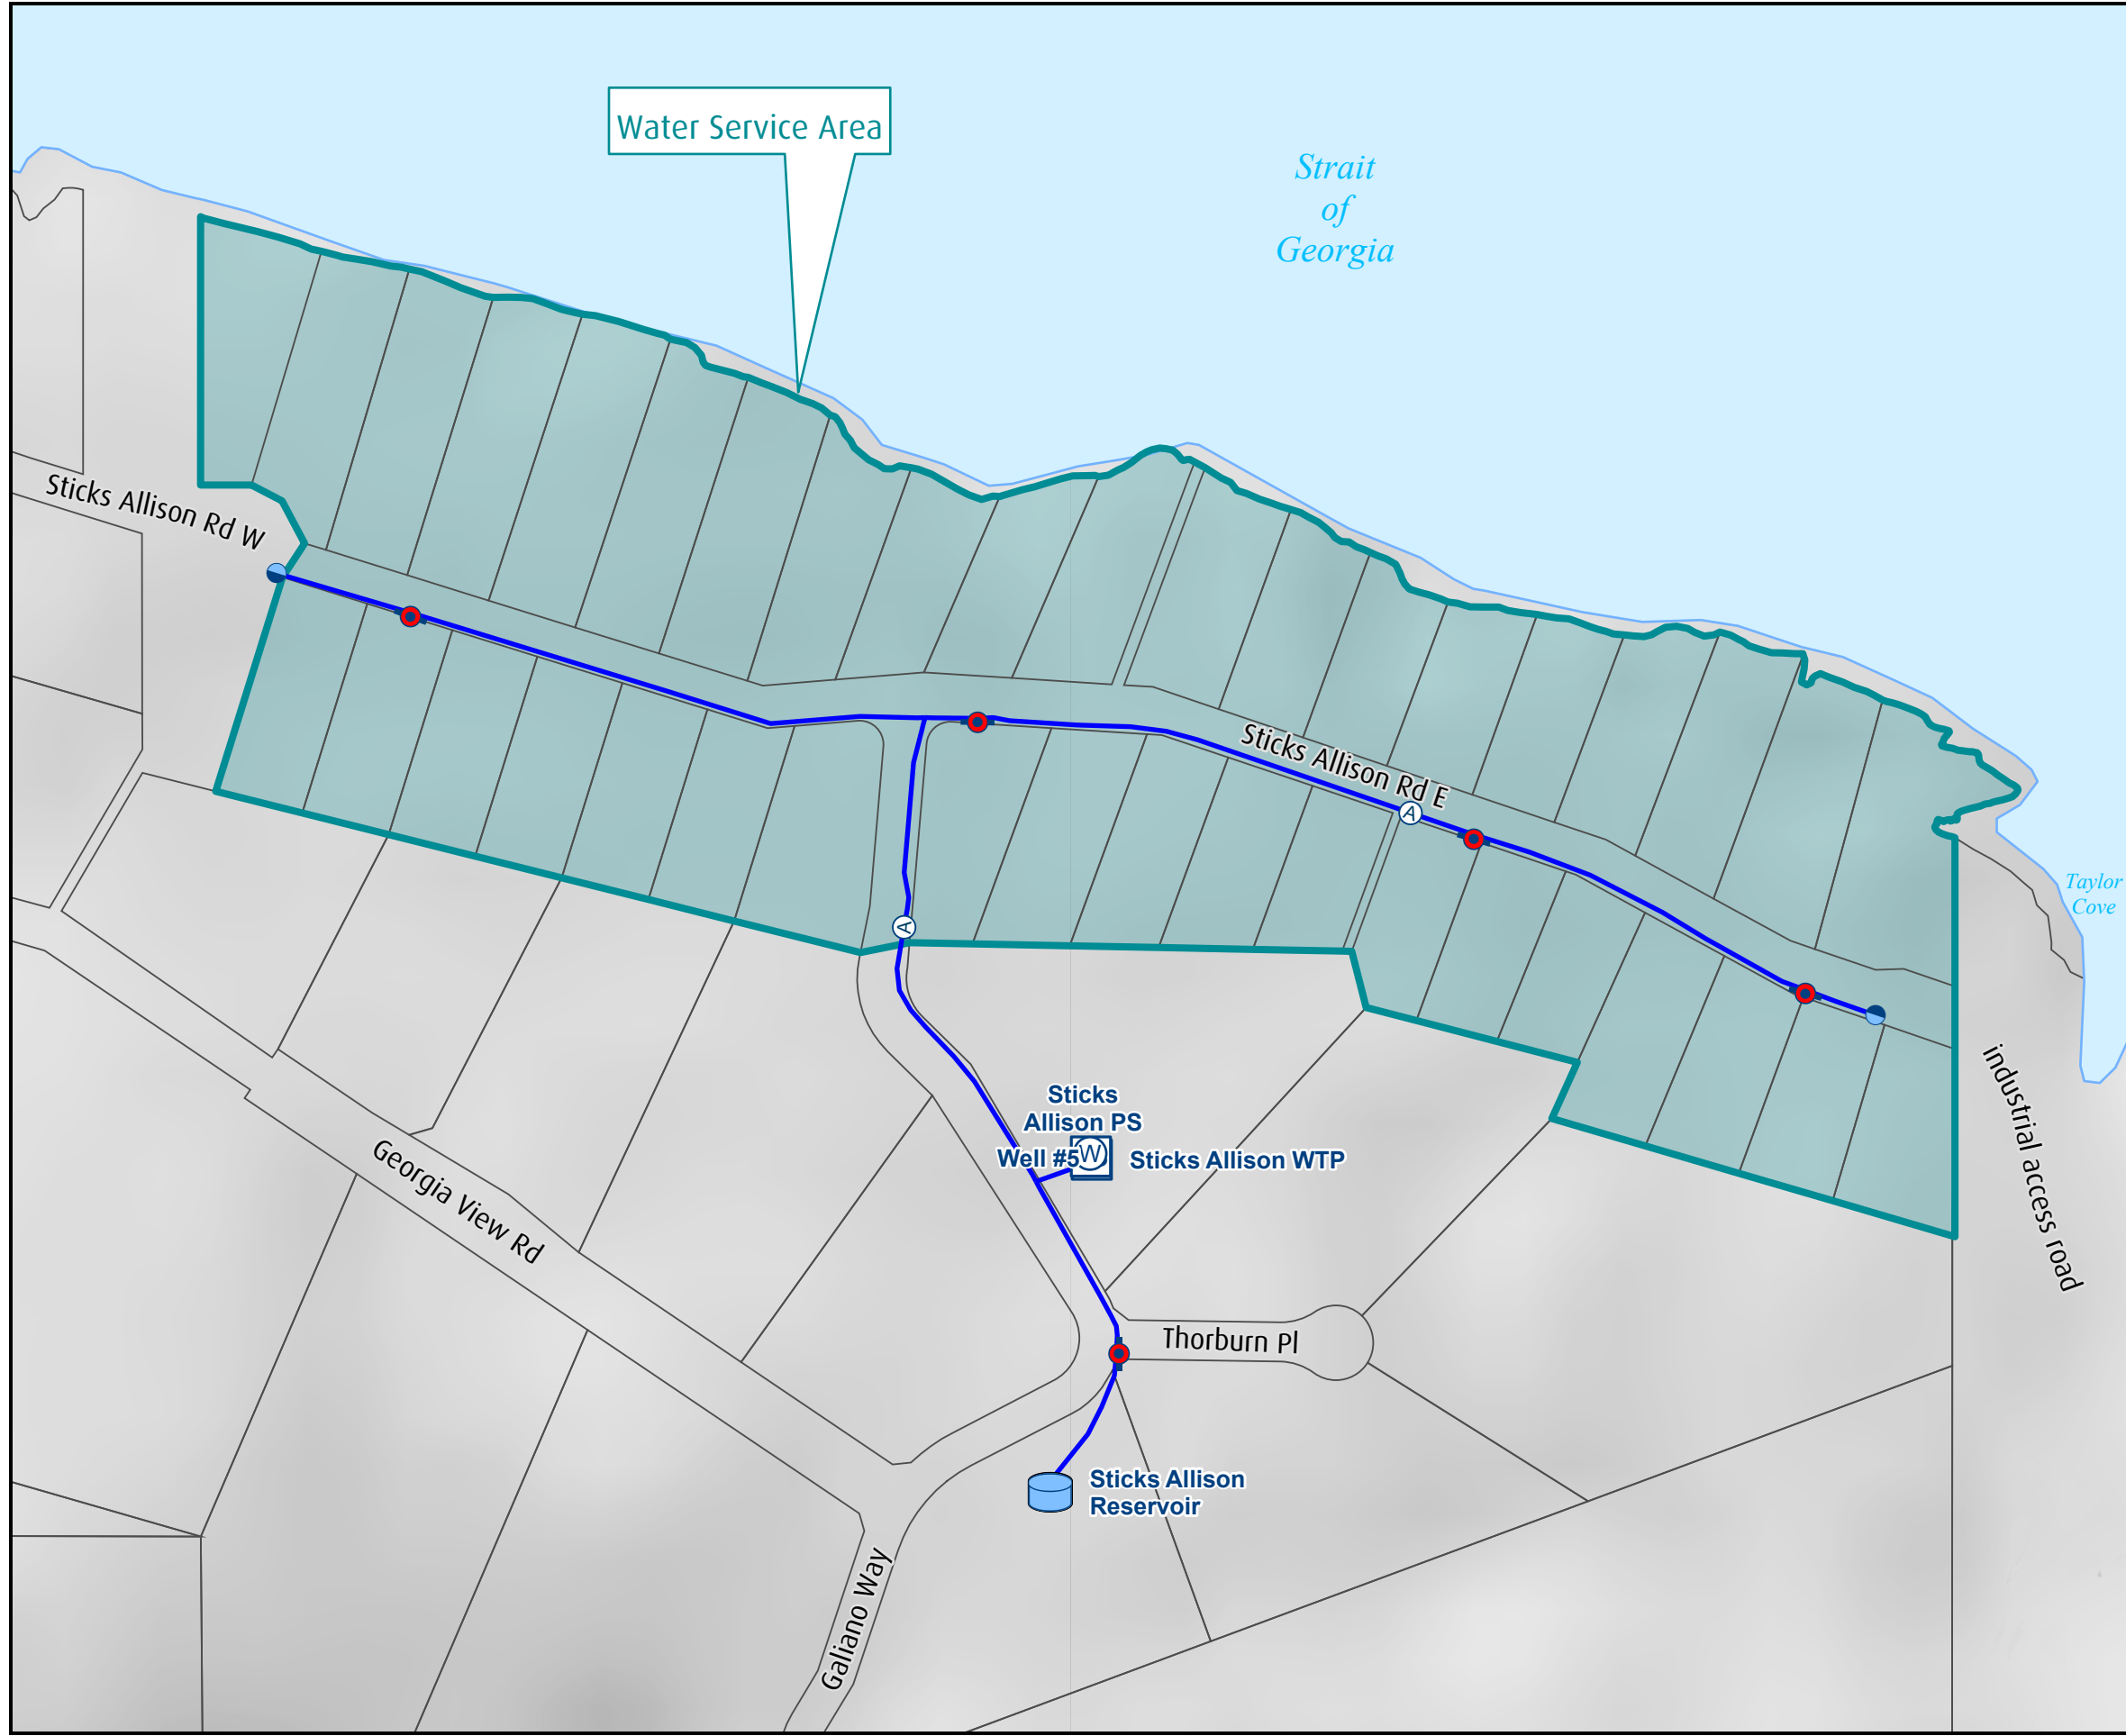 Water Service Area
Strait
of
Georgia
Sticks Allison Rd W
Sticks Allison Rd E
A
Taylor
Cove
A
industrial access road
Sticks
Allison PS
Well #5
W
Sticks Allison WTP
Georgia View Rd
Thorburn Pl
Sticks Allison
Reservoir
Galiano Way